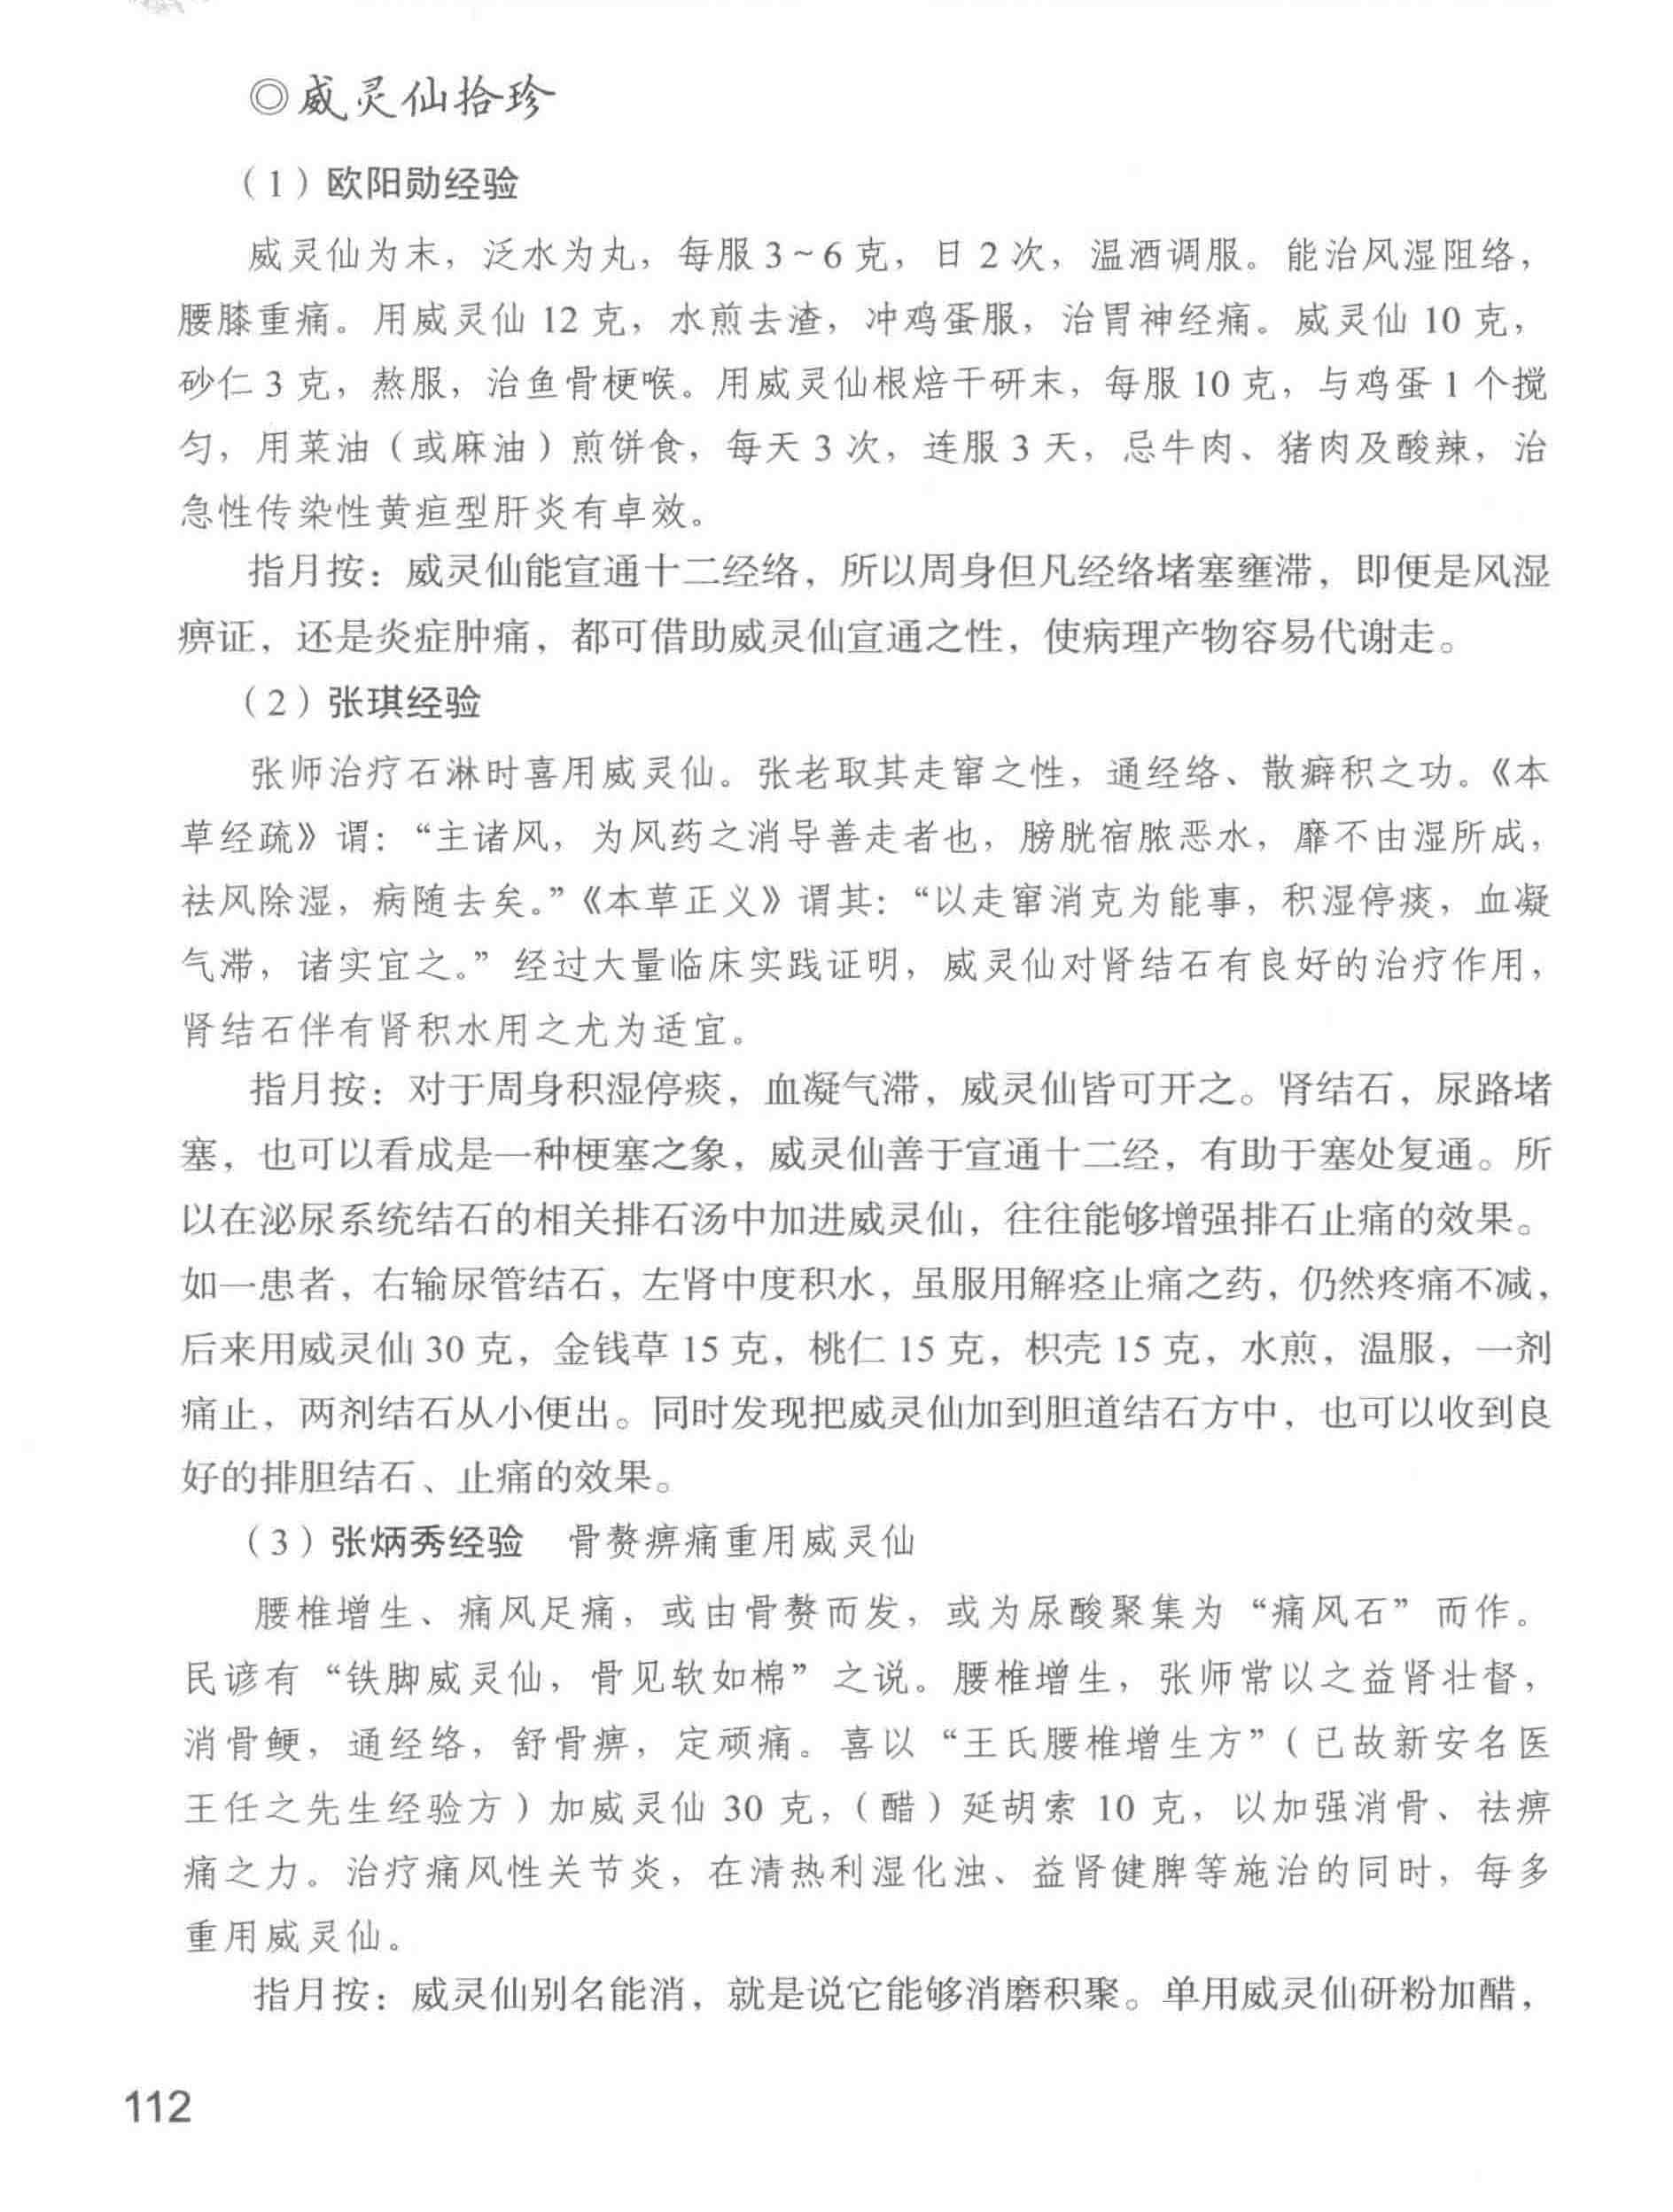 ◎威灵仙拾珍
（1）欧阳勋经验
威灵仙为末，泛水为丸，每服 3～6 克，日 2 次，温酒调服。能治风湿阻络，
腰膝重痛。用威灵仙 12 克，水煎去渣，冲鸡蛋服，治胃神经痛。威灵仙 10 克，
砂仁 3 克，熬服，治鱼骨梗喉。用威灵仙根焙干研末，每服 10 克，与鸡蛋 1 个搅
匀，用菜油（或麻油）煎饼食，每天 3 次，连服 3 天，忌牛肉、猪肉及酸辣，治
急性传染性黄疸型肝炎有卓效。
指月按：威灵仙能宣通十二经络，所以周身但凡经络堵塞壅滞，即便是风湿
痹证，还是炎症肿痛，都可借助威灵仙宣通之性，使病理产物容易代谢走。
（2）张琪经验
张师治疗石淋时喜用威灵仙。张老取其走窜之性，通经络、散癖积之功。《本
草经疏》谓：“主诸风，为风药之消导善走者也，膀胱宿脓恶水，靡不由湿所成，
祛风除湿，病随去矣。”《本草正义》谓其：“以走窜消克为能事，积湿停痰，血凝
气滞，诸实宜之。”经过大量临床实践证明，威灵仙对肾结石有良好的治疗作用，
肾结石伴有肾积水用之尤为适宜。
指月按：对于周身积湿停痰，血凝气滞，威灵仙皆可开之。肾结石，尿路堵
塞，也可以看成是一种梗塞之象，威灵仙善于宣通十二经，有助于塞处复通。所
以在泌尿系统结石的相关排石汤中加进威灵仙，往往能够增强排石止痛的效果。
如一患者，右输尿管结石，左肾中度积水，虽服用解痉止痛之药，仍然疼痛不减，
后来用威灵仙 30 克，金钱草 15 克，桃仁 15 克，枳壳 15 克，水煎，温服，一剂
痛止，两剂结石从小便出。同时发现把威灵仙加到胆道结石方中，也可以收到良
好的排胆结石、止痛的效果。
（3）张炳秀经验　骨赘痹痛重用威灵仙
腰椎增生、痛风足痛，或由骨赘而发，或为尿酸聚集为“痛风石”而作。
民谚有“铁脚威灵仙，骨见软如棉”之说。腰椎增生，张师常以之益肾壮督，
消骨鲠，通经络，舒骨痹，定顽痛。喜以“王氏腰椎增生方”（已故新安名医
王任之先生经验方）加威灵仙 30 克，（醋）延胡索 10 克，以加强消骨、祛痹
痛之力。治疗痛风性关节炎，在清热利湿化浊、益肾健脾等施治的同时，每多
重用威灵仙。
指月按：威灵仙别名能消，就是说它能够消磨积聚。单用威灵仙研粉加醋，
112